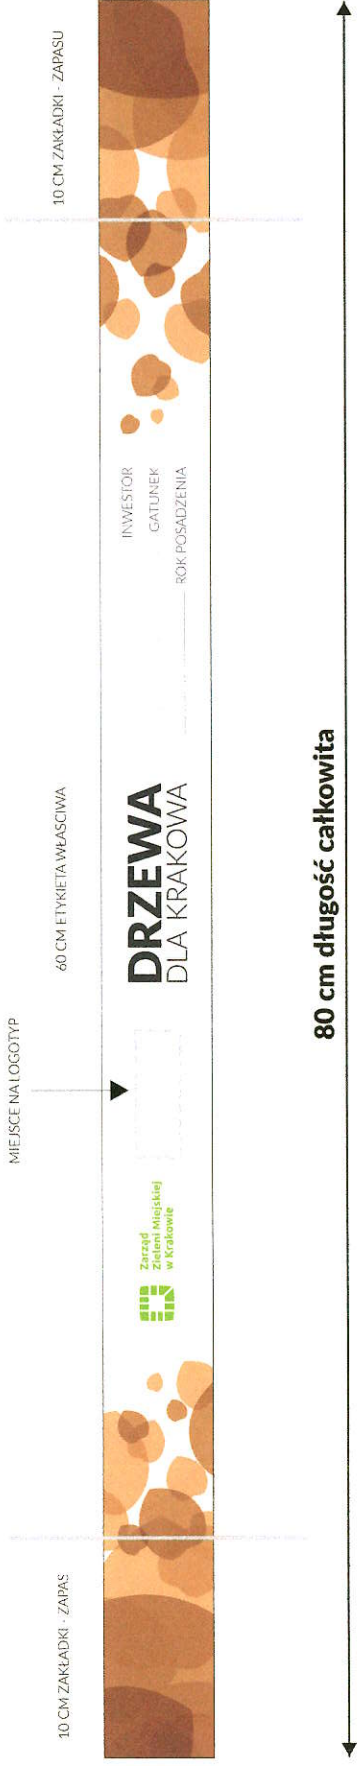 MIEJSCE NA LOGOTYP
10 CM ZAKŁADKI - ZAPAS
60 CM ETYKIETA WŁAŚCIWA
10 CM ZAKŁADKI - ZAPASU
Zarząd
Zieleni Miejskiej
w Krakowie
DRZEWA
DLA KRAKOWA
INWESTOR
GATUNEK
ROK POSADZENIA
80 cm długość całkowita